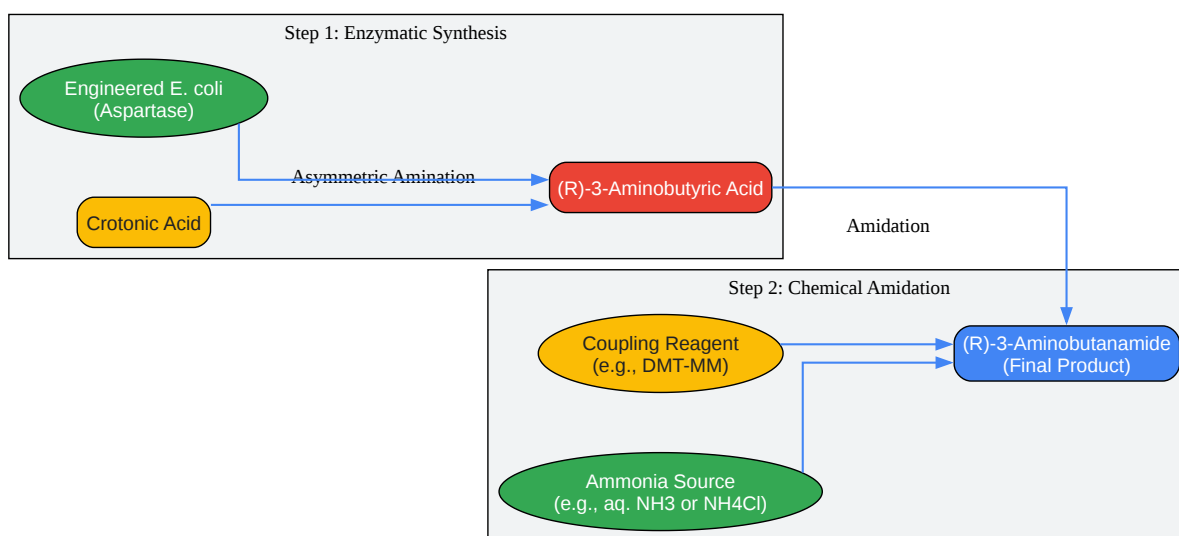 Step 1: Enzymatic Synthesis
Engineered E. coli
(Aspartase)
Asymmetric Amination
(R)-3-Aminobutyric Acid
Crotonic Acid
Amidation
Step 2: Chemical Amidation
Coupling Reagent
(e.g., DMT-MM)
(R)-3-Aminobutanamide
(Final Product)
Ammonia Source
(e.g., aq. NH3 or NH4Cl)